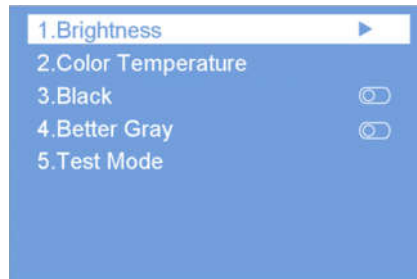 1.Brightness
2.Color Temperature
3.Black
4.Better Gray
5.Test Mode